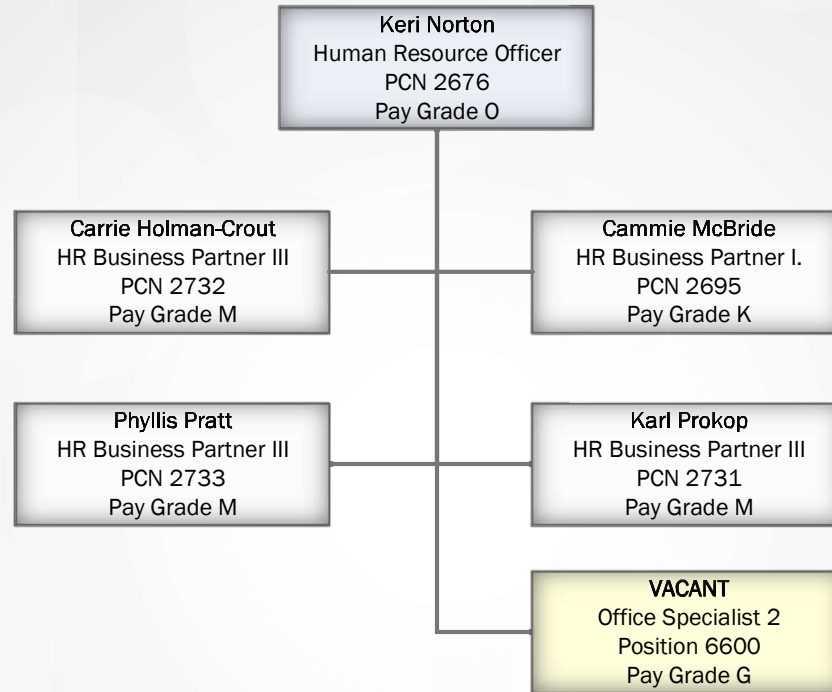 Keri Norton
Human Resource Officer
PCN 2676
Pay Grade O
Carrie Holman-Crout
HR Business Partner III
PCN 2732
Pay Grade M
Cammie McBride
HR Business Partner I.
PCN 2695
Pay Grade K
Phyllis Pratt
HR Business Partner III
PCN 2733
Pay Grade M
Karl Prokop
HR Business Partner III
PCN 2731
Pay Grade M
VACANT
Office Specialist 2
Position 6600
Pay Grade G